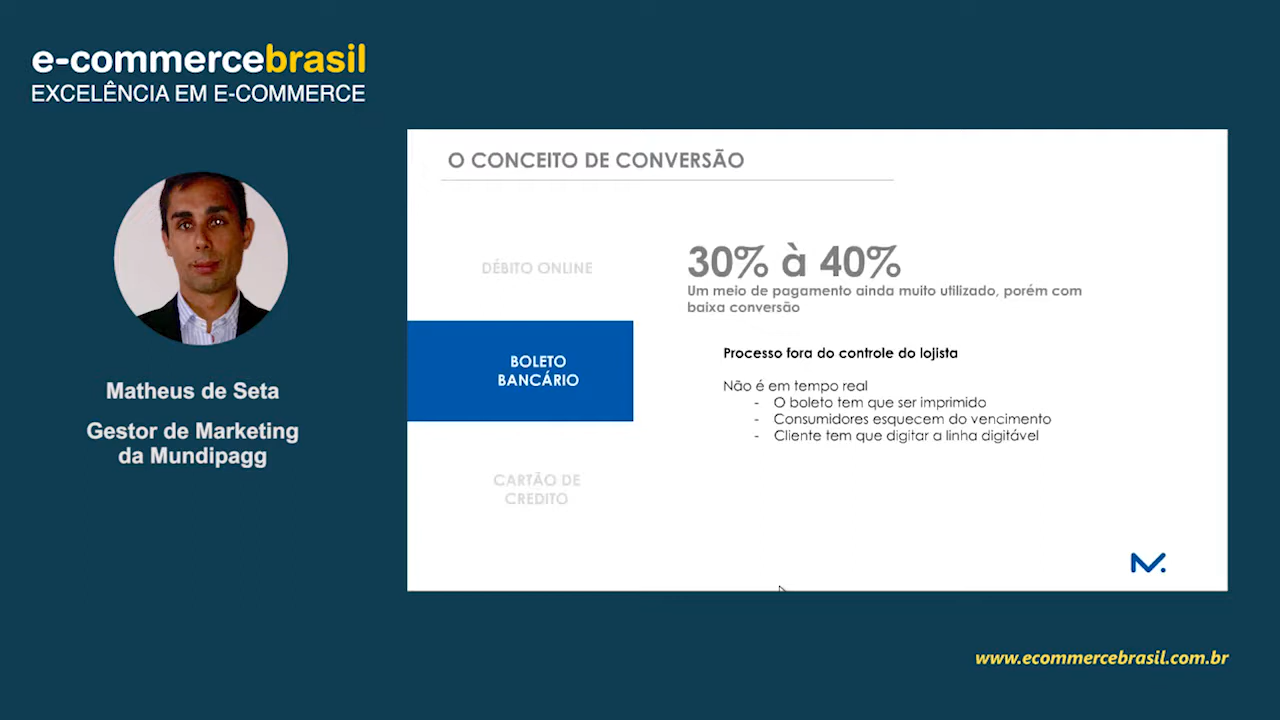 e-commercebrasil
EXCELÊNCIA EM E-COMMERCE
Matheus de Seta
Gestor de Marketing
da Mundipagg
O CONCEITO DE CONVERSÃO
DÉBITO ONLINE
BOLETO
BANCÁRIO
CARTÃO DE
CREDITO
30% à 40%
Um meio de pagamento ainda muito utilizado, porém com
baixa conversão
Processo fora do controle do lojista
Não é em tempo real
- O boleto tem que ser imprimido
- Consumidores esquecem do vencimento
- Cliente tem que digitar a linha digitável
www.ecommercebrasil.com.br